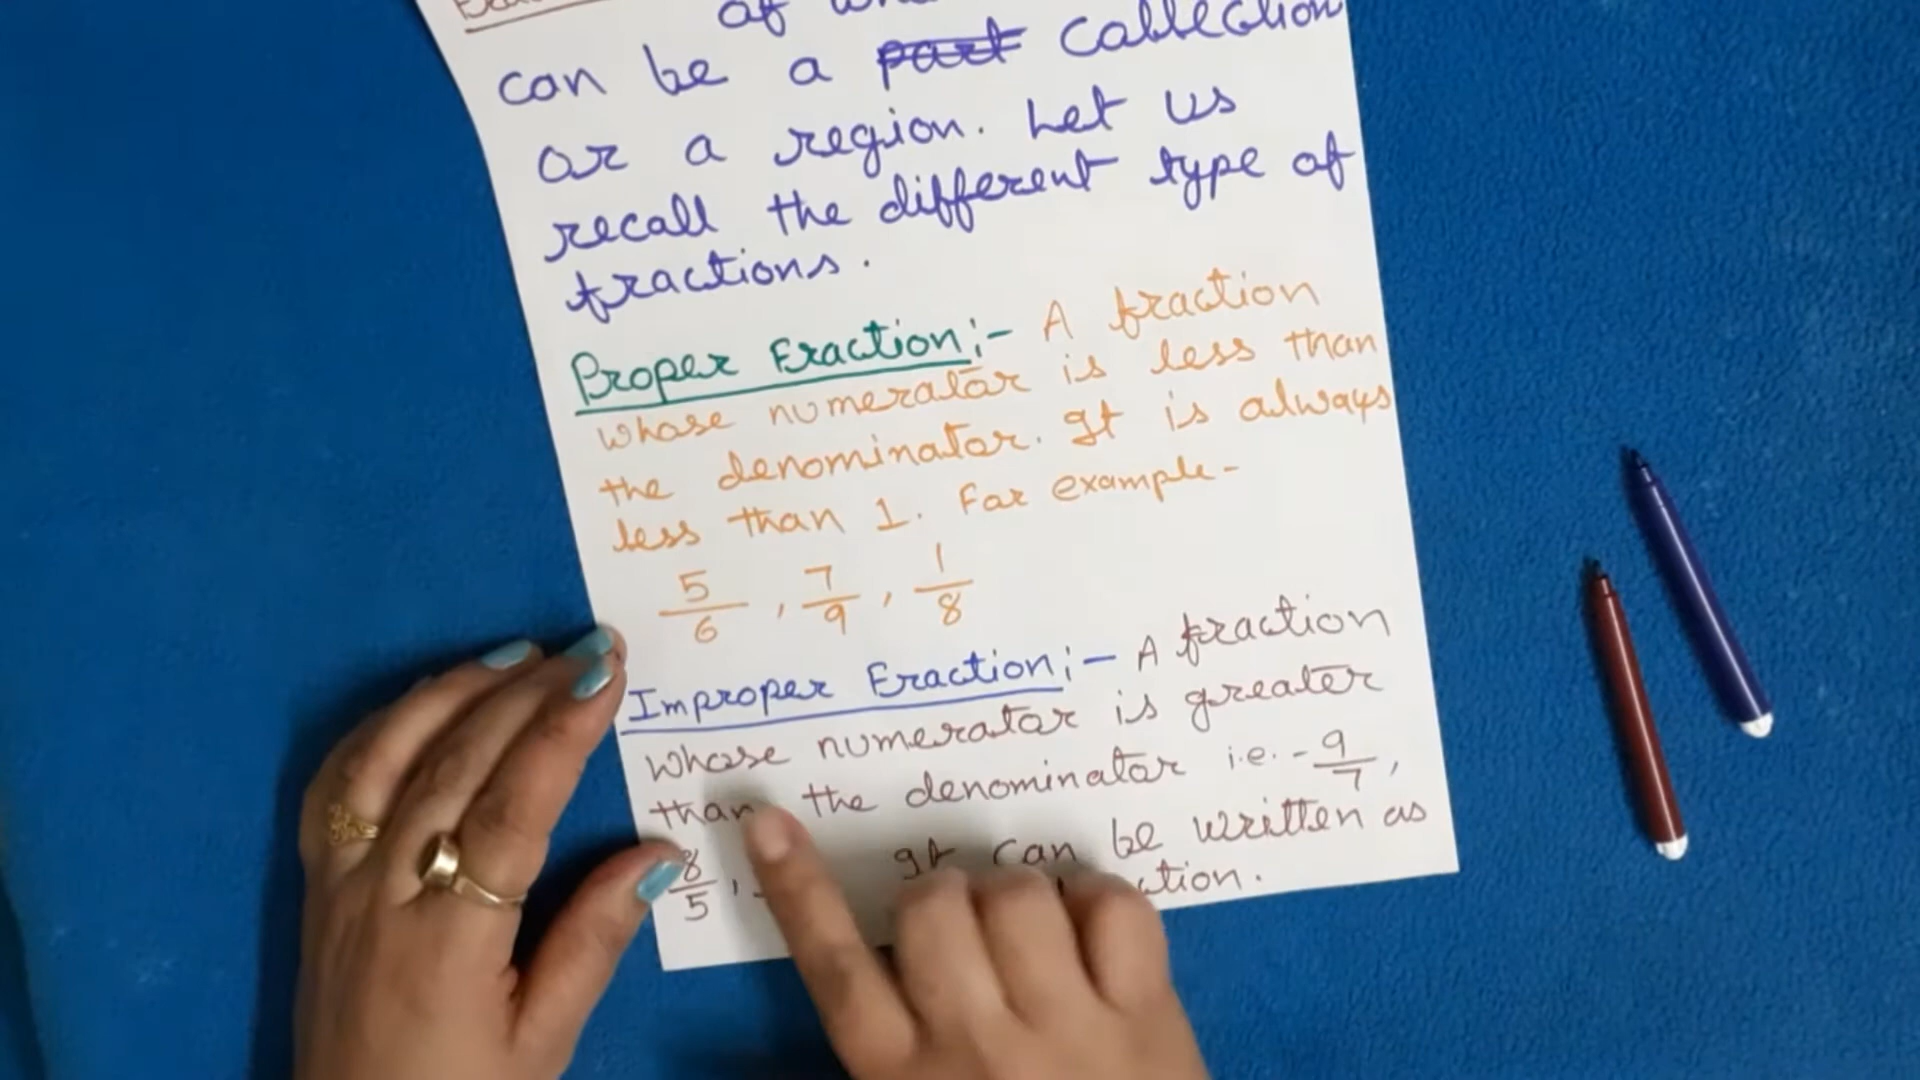 of
can be a part collection
or a region. Let us
recall the different type of
fractions.
Proper Fraction:- A fraction
whose numerator is less than
the denominator. It is always
less than 1. For example-
5/6, 7/9, 1/8
Improper Fraction:- A fraction
whose numerator is greater
than the denominator i.e.- 9/7,
8/5, It can be written as